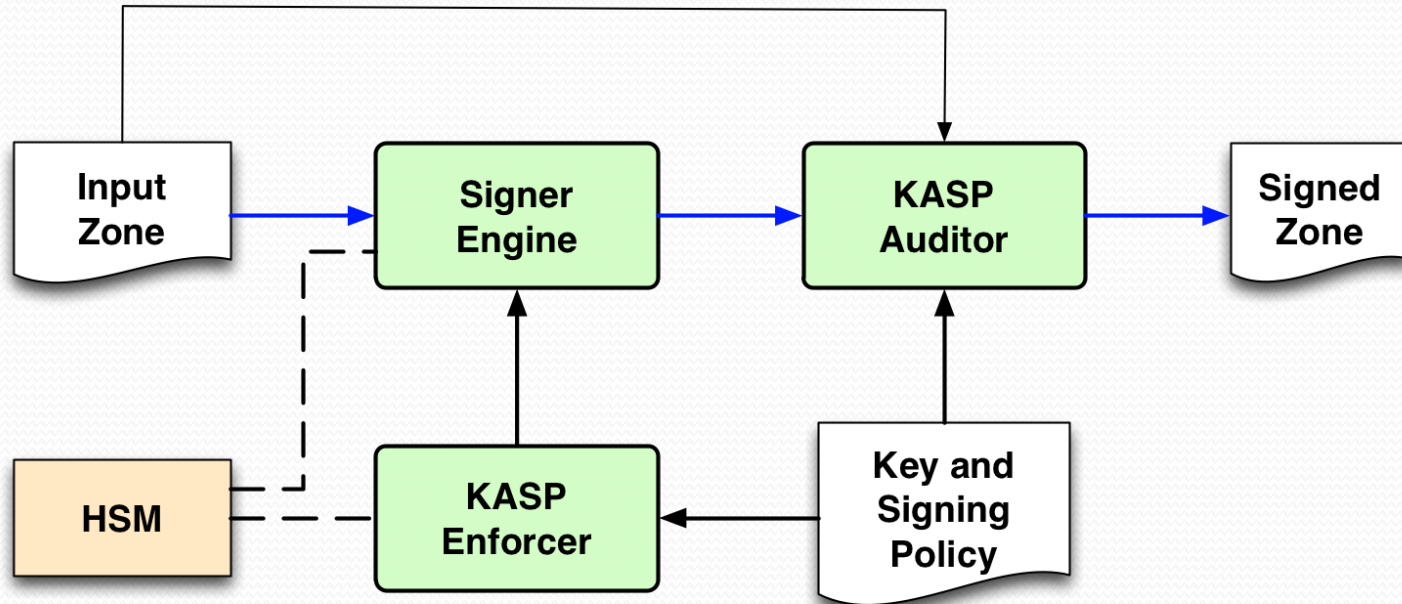 Input
Zone
Signer
Engine
KASP
Auditor
Signed
Zone
HSM
KASP
Enforcer
Key and
Signing
Policy